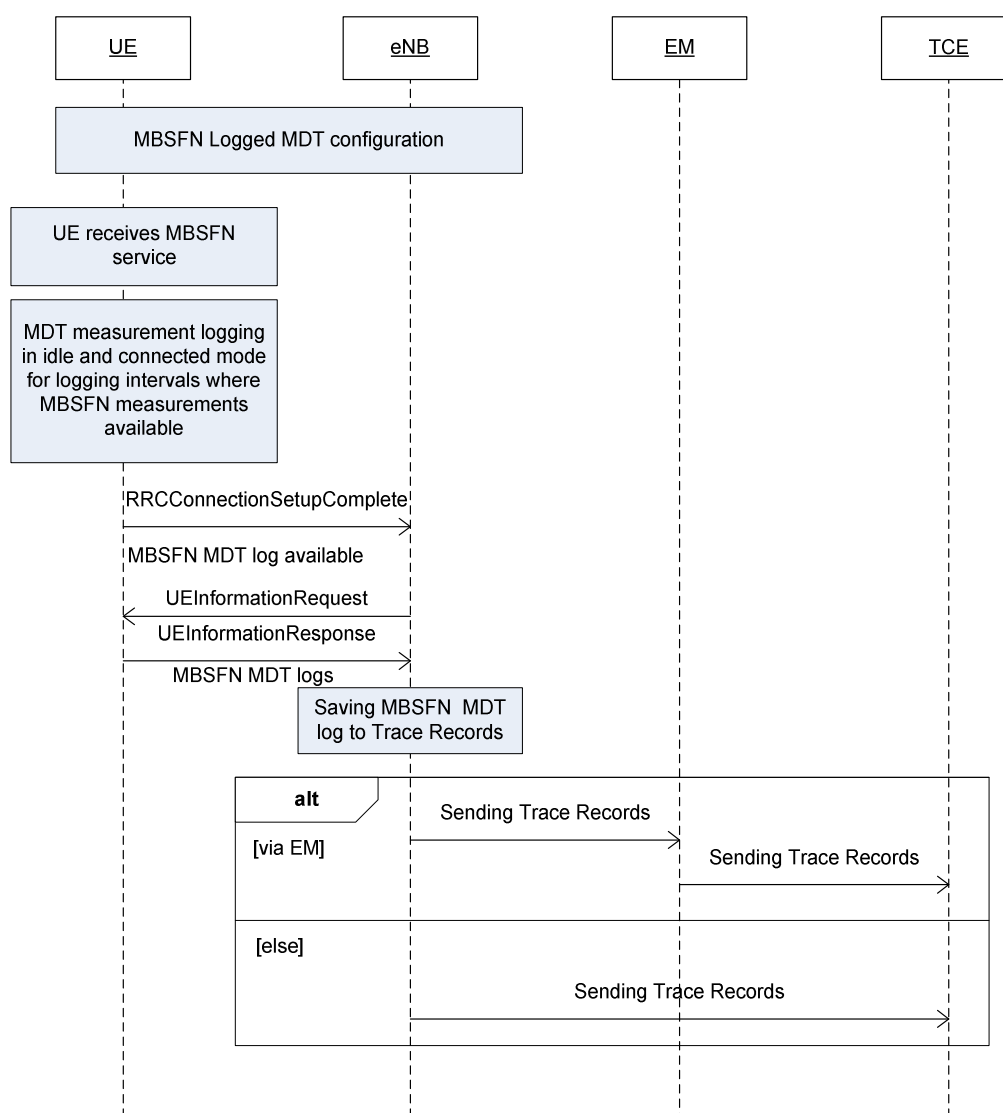 UE
eNB
EM
TCE
MBSFN Logged MDT configuration
UE receives MBSFN
service
MDT measurement logging
in idle and connected mode
for logging intervals where
MBSFN measurements
available
RRCConnectionSetupComplete
MBSFN MDT log available
UEInformationRequest
UEInformationResponse
MBSFN MDT logs
Saving MBSFN MDT
log to Trace Records
alt
Sending Trace Records
[via EM]
Sending Trace Records
[else]
Sending Trace Records